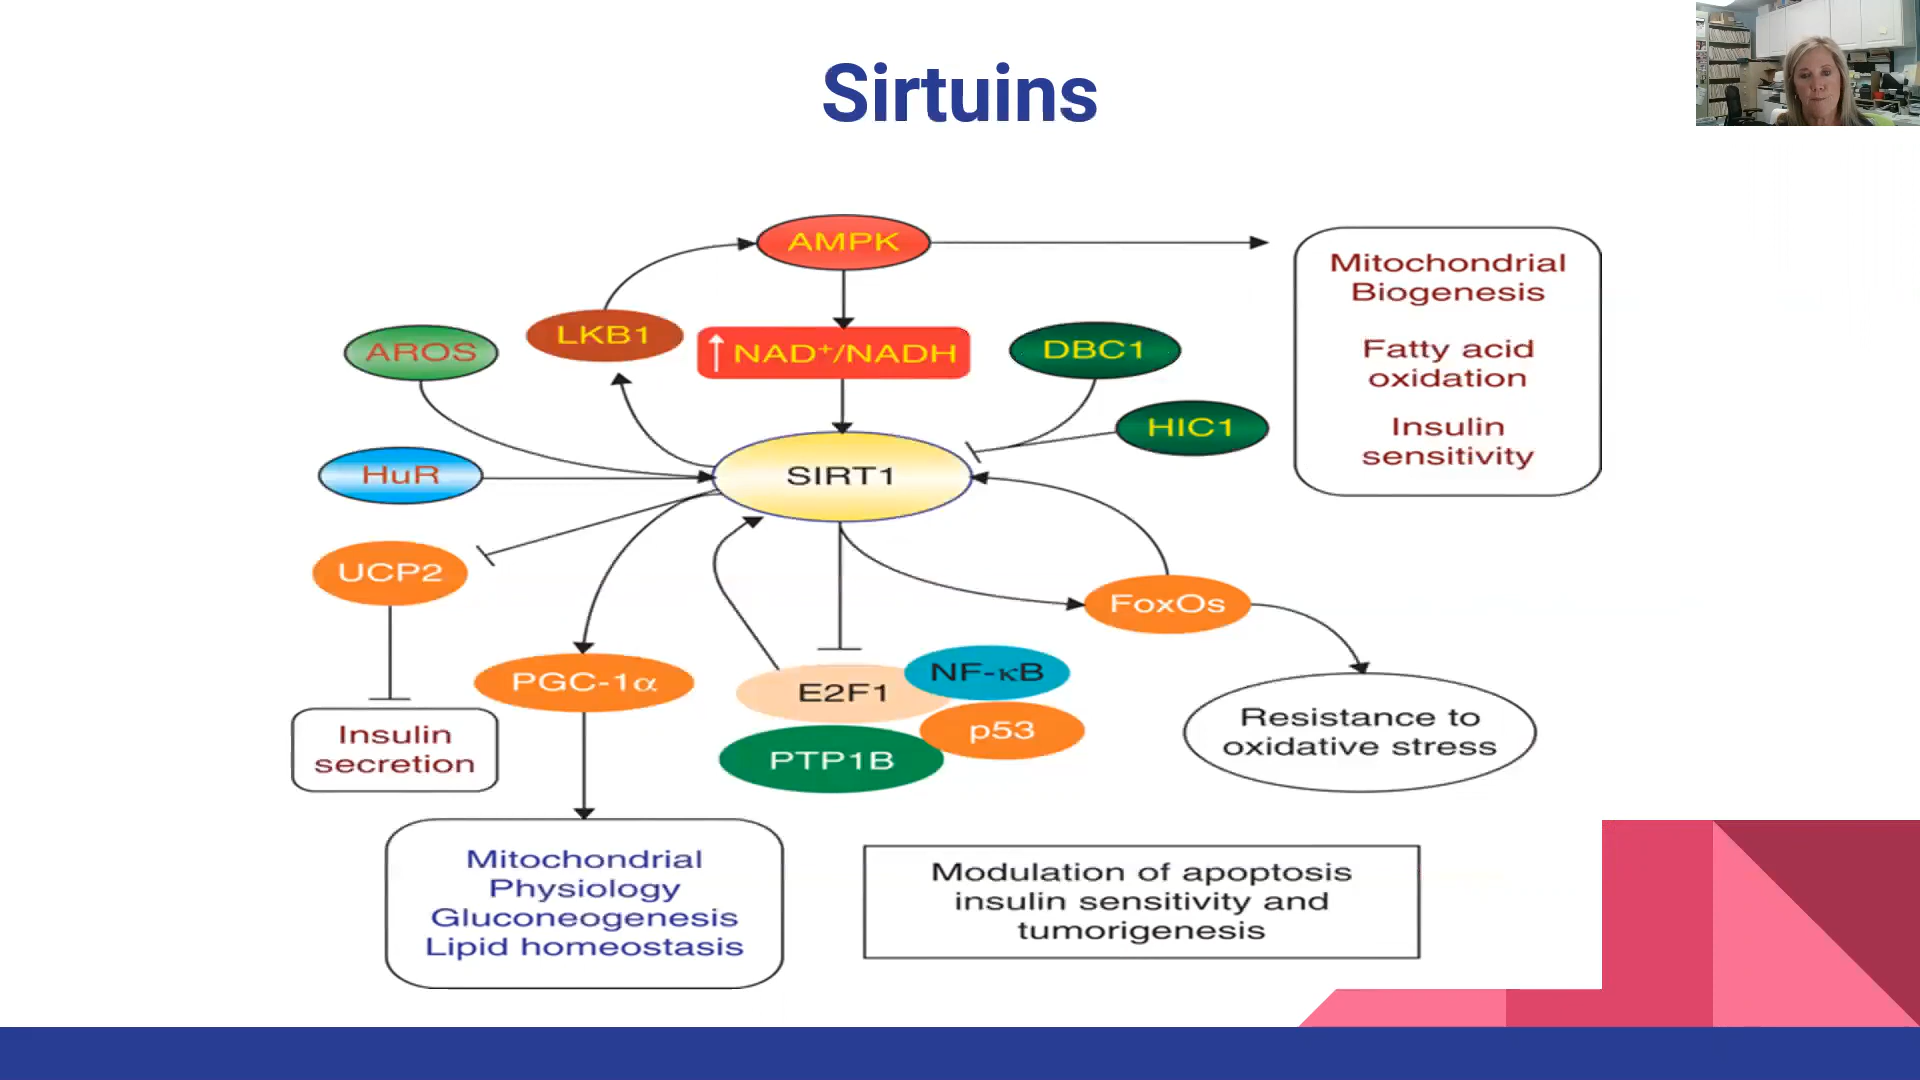 Sirtuins
AMPK
LKB1
AROS
↑ NAD⁺/NADH
DBC1
HIC1
Mitochondrial
Biogenesis
Fatty acid
oxidation
Insulin
sensitivity
HuR
SIRT1
UCP2
FoxOs
PGC-1α
E2F1
NF-κB
p53
PTP1B
Insulin
secretion
Resistance to
oxidative stress
Mitochondrial
Physiology
Gluconeogenesis
Lipid homeostasis
Modulation of apoptosis
insulin sensitivity and
tumorigenesis